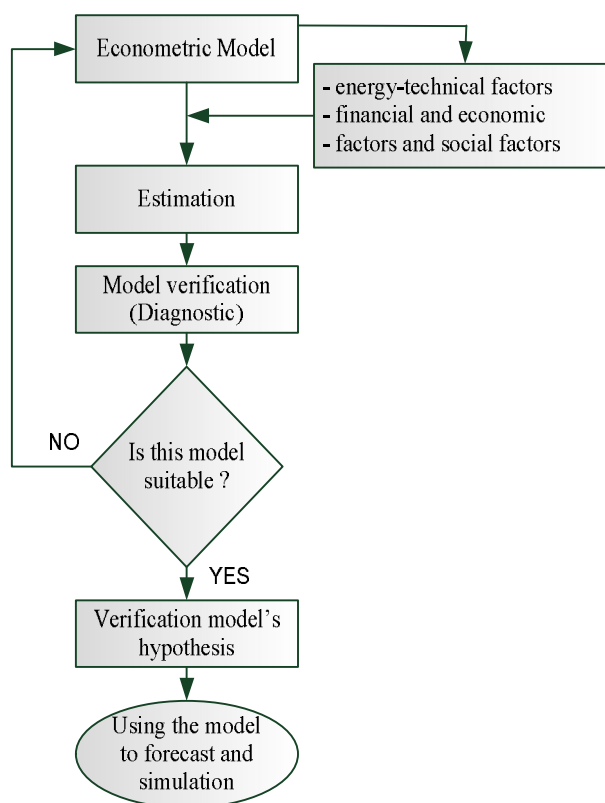 Econometric Model
- energy-technical factors
- financial and economic
- factors and social factors
Estimation
Model verification
(Diagnostic)
NO
Is this model
suitable ?
YES
Verification model's
hypothesis
Using the model
to forecast and
simulation